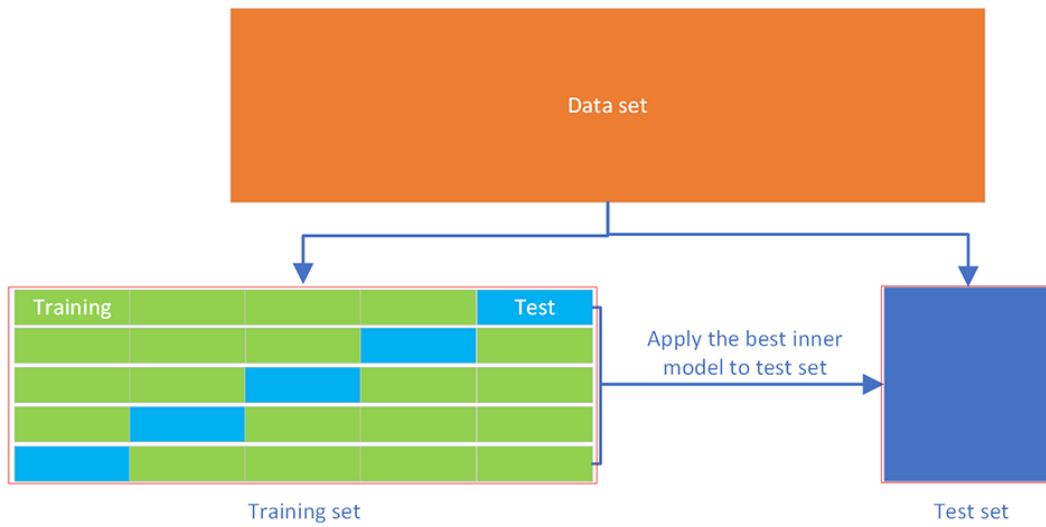 Data set
Training
Test
Apply the best inner
model to test set
Training set
Test set